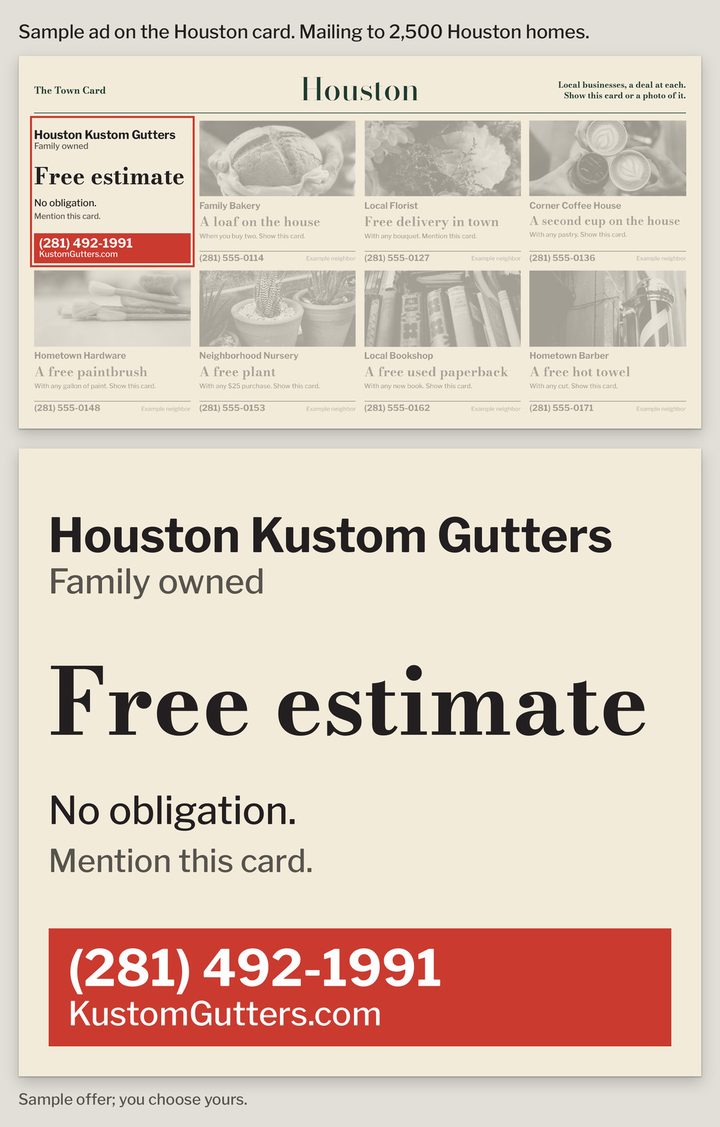 Sample ad on the Houston card. Mailing to 2,500 Houston homes.
The Town Card
Houston
Local businesses, a deal at each.
Show this card or a photo of it.
Houston Kustom Gutters
Family owned
Free estimate
No obligation.
Mention this card.
(281) 492-1991
KustomGutters.com
Family Bakery
A loaf on the house
When you buy two. Show this card.
(281) 555-0114
Example neighbor
Local Florist
Free delivery in town
With any bouquet. Mention this card.
(281) 555-0127
Example neighbor
Corner Coffee House
A second cup on the house
With any pastry. Show this card.
(281) 555-0136
Example neighbor
Hometown Hardware
A free paintbrush
With any gallon of paint. Show this card.
(281) 555-0148
Example neighbor
Neighborhood Nursery
A free plant
With any $25 purchase. Show this card.
(281) 555-0153
Example neighbor
Local Bookshop
A free used paperback
With any new book. Show this card.
(281) 555-0162
Example neighbor
Hometown Barber
A free hot towel
With any cut. Show this card.
(281) 555-0171
Example neighbor
Houston Kustom Gutters
Family owned
Free estimate
No obligation.
Mention this card.
(281) 492-1991
KustomGutters.com
Sample offer; you choose yours.